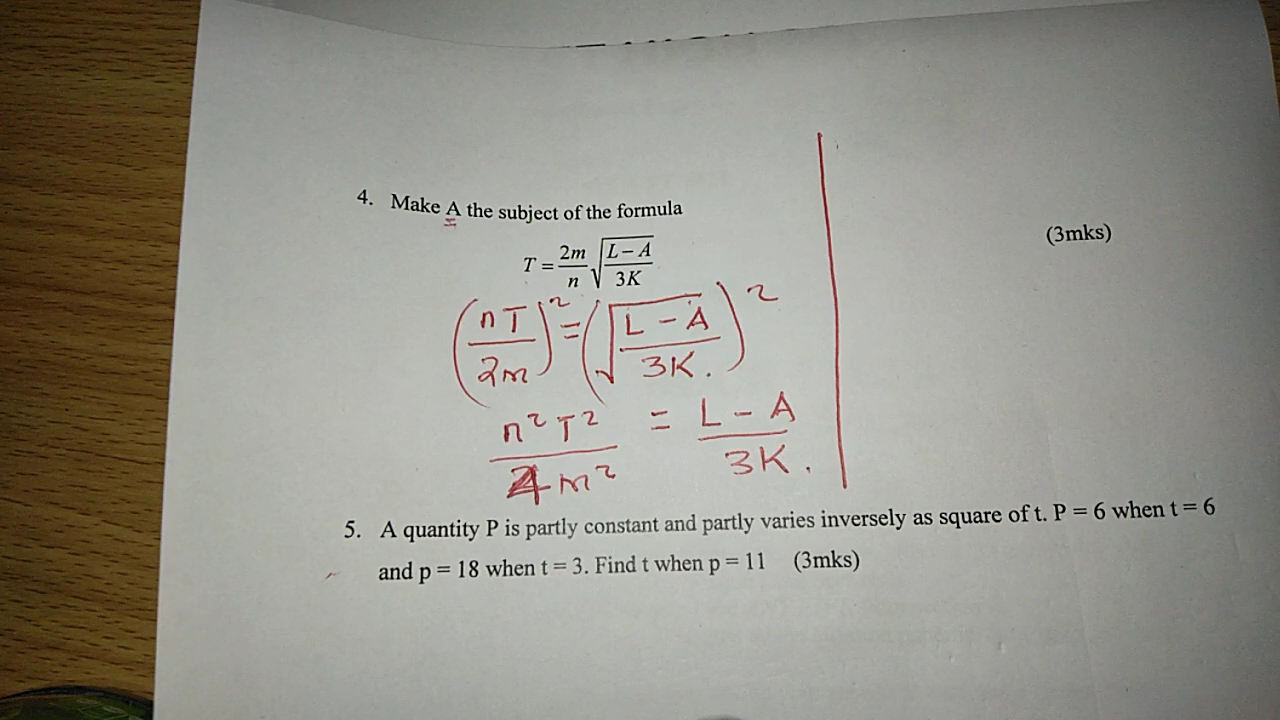 4. Make A the subject of the formula
(3mks)
T = 2m/n √((L - A)/3K)
(nT/2m)² = (√((L - A)/3K.))²
n²T²/4m² = (L - A)/3K.
5. A quantity P is partly constant and partly varies inversely as square of t. P = 6 when t = 6
and p = 18 when t = 3. Find t when p = 11 (3mks)